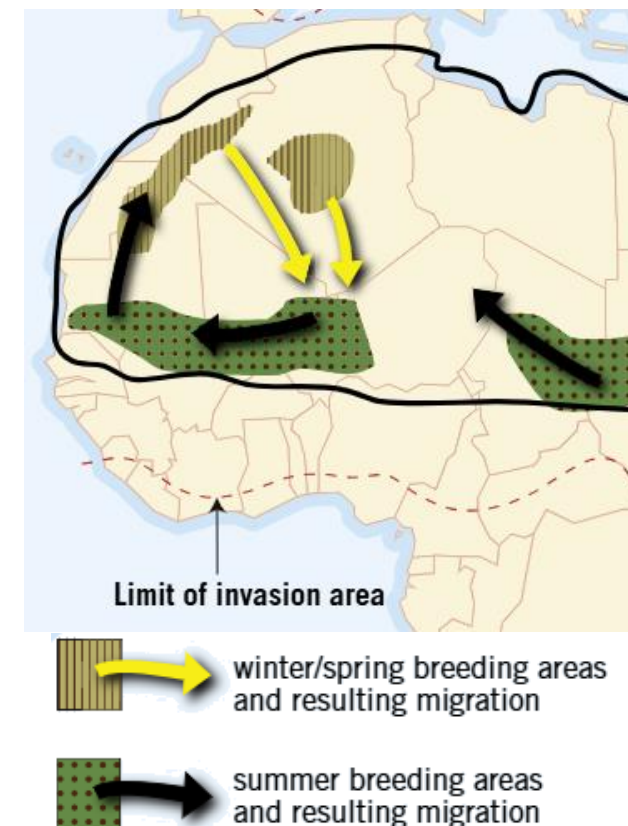 Limit of invasion area
winter/spring breeding areas
and resulting migration
summer breeding areas
and resulting migration